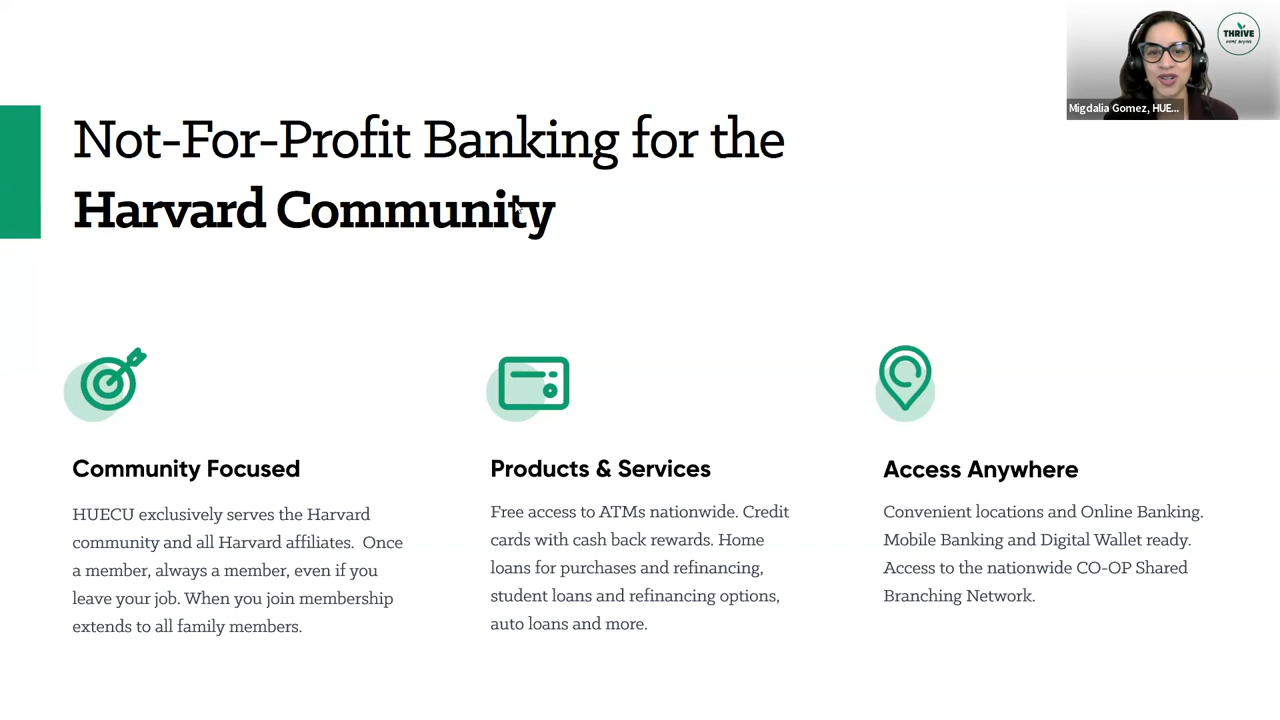 THRIVE
Migdalia Gomez, HUE...
Not-For-Profit Banking for the
Harvard Community
Community Focused
HUECU exclusively serves the Harvard
community and all Harvard affiliates.  Once
a member, always a member, even if you
leave your job. When you join membership
extends to all family members.
Products & Services
Free access to ATMs nationwide. Credit
cards with cash back rewards. Home
loans for purchases and refinancing,
student loans and refinancing options,
auto loans and more.
Access Anywhere
Convenient locations and Online Banking.
Mobile Banking and Digital Wallet ready.
Access to the nationwide CO-OP Shared
Branching Network.